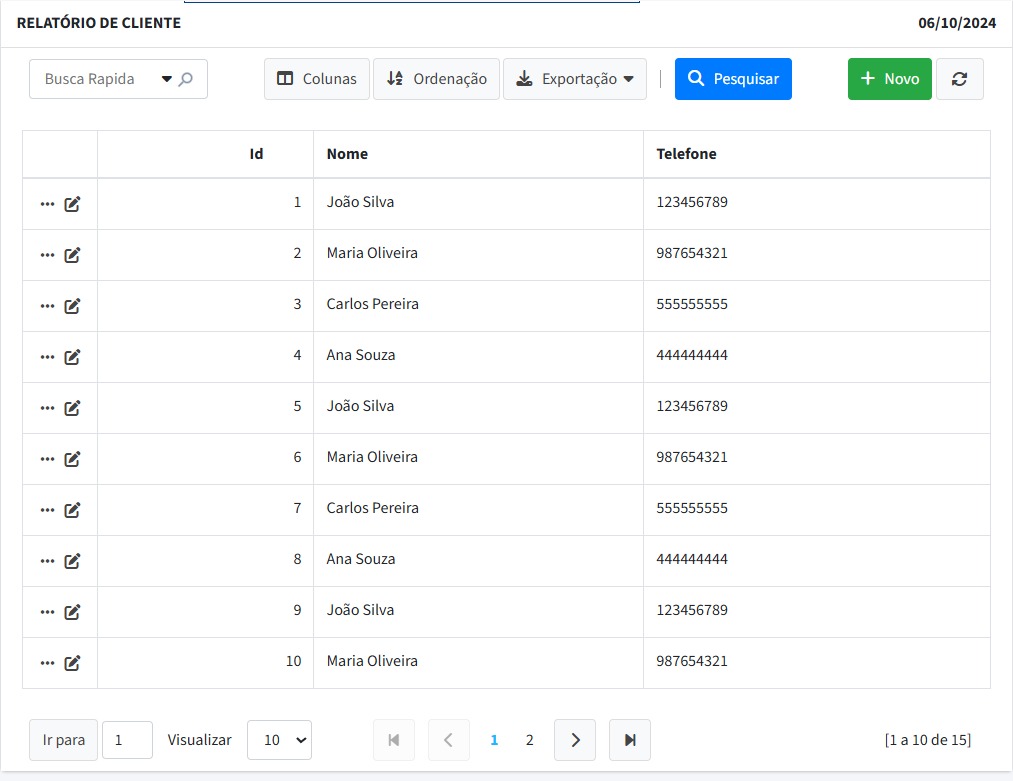 RELATÓRIO DE CLIENTE 06/10/2024
Busca Rapida Colunas Ordenação Exportação Pesquisar Novo
Id Nome Telefone
1 João Silva 123456789
2 Maria Oliveira 987654321
3 Carlos Pereira 555555555
4 Ana Souza 444444444
5 João Silva 123456789
6 Maria Oliveira 987654321
7 Carlos Pereira 555555555
8 Ana Souza 444444444
9 João Silva 123456789
10 Maria Oliveira 987654321
Ir para 1 Visualizar 10 1 2 [1 a 10 de 15]